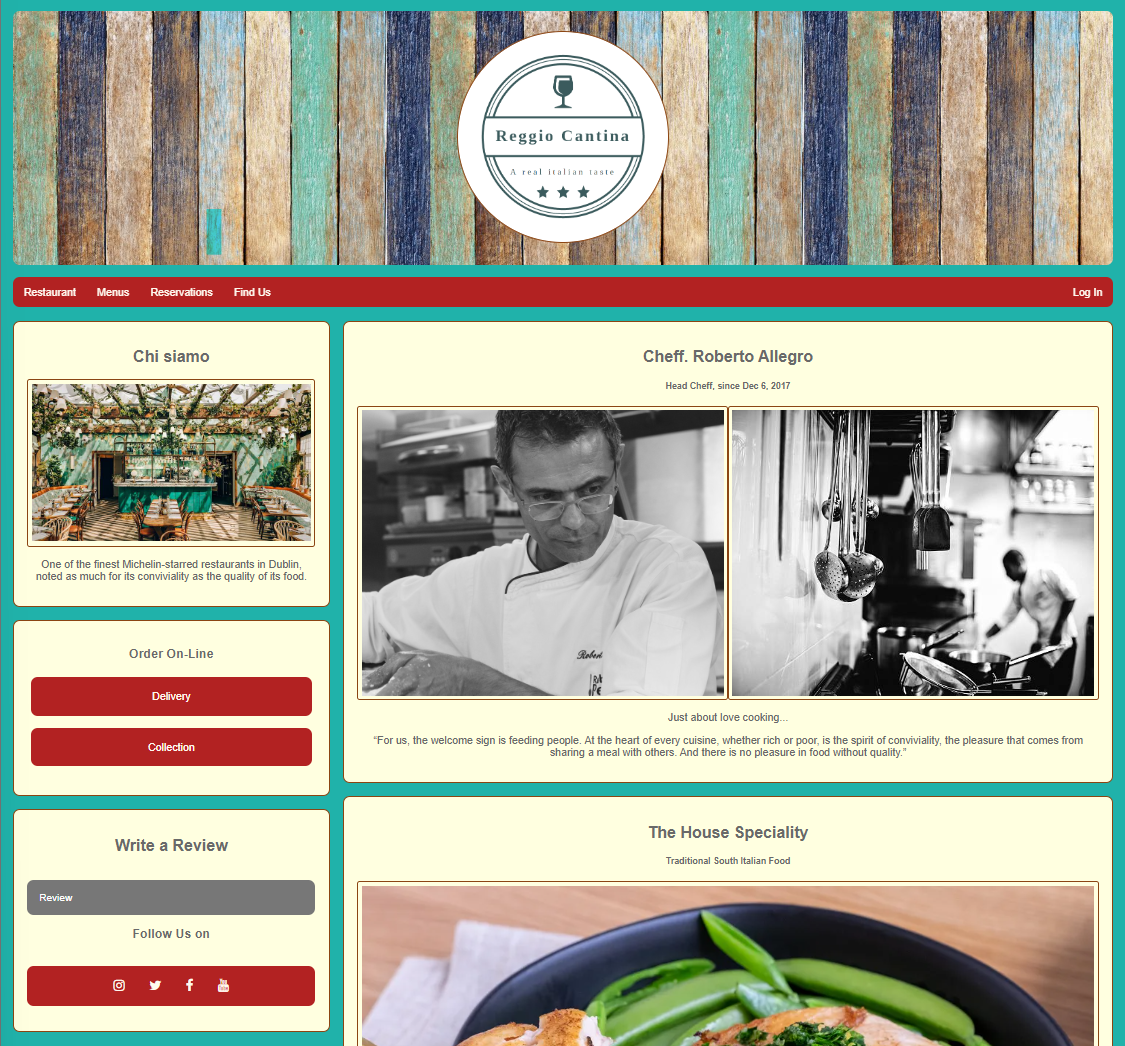 Reggio Cantina
A real italian taste
Restaurant Menus Reservations Find Us Log In
Chi siamo
One of the finest Michelin-starred restaurants in Dublin,
noted as much for its conviviality as the quality of its food.
Order On-Line
Delivery
Collection
Write a Review
Review
Follow Us on
Cheff. Roberto Allegro
Head Cheff, since Dec 6, 2017
Just about love cooking...
“For us, the welcome sign is feeding people. At the heart of every cuisine, whether rich or poor, is the spirit of conviviality, the pleasure that comes from
sharing a meal with others. And there is no pleasure in food without quality.”
The House Speciality
Traditional South Italian Food